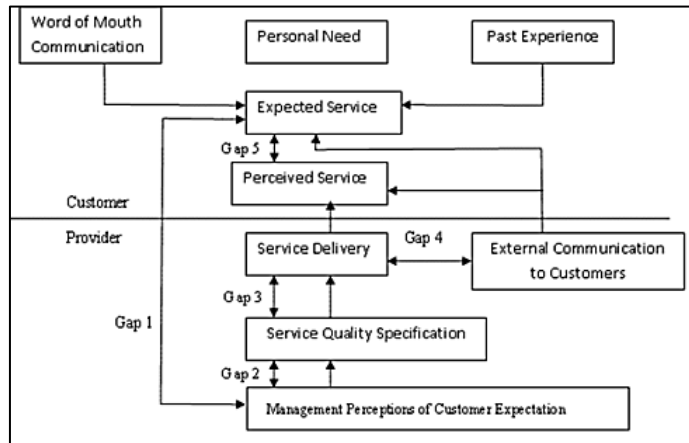 Word of Mouth
Communication
Personal Need
Past Experience
Expected Service
Gap 5
Perceived Service
Customer
Provider
Service Delivery
Gap 4
External Communication
to Customers
Gap 3
Gap 1
Service Quality Specification
Gap 2
Management Perceptions of Customer Expectation